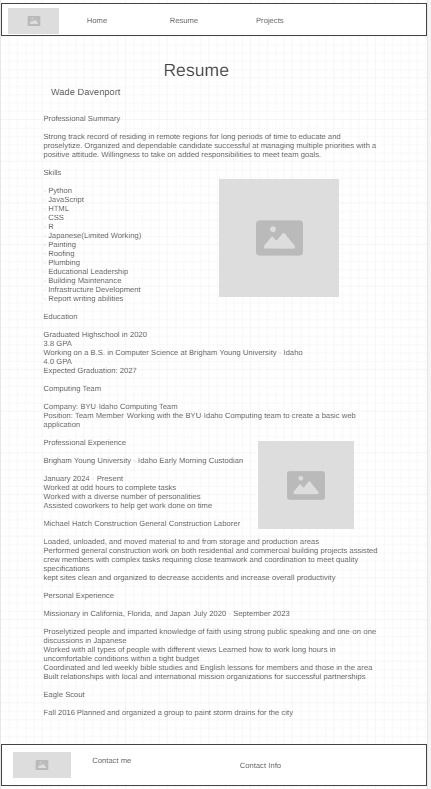 Home Resume Projects
Resume
Wade Davenport
Professional Summary
Strong track record of residing in remote regions for long periods of time to educate and
proselytize. Organized and dependable candidate successful at managing multiple priorities with a
positive attitude. Willingness to take on added responsibilities to meet team goals.
Skills
· Python
· JavaScript
· HTML
· CSS
· R
· Japanese(Limited Working)
· Painting
· Roofing
· Plumbing
· Educational Leadership
· Building Maintenance
· Infrastructure Development
· Report writing abilities
Education
Graduated Highschool in 2020
3.8 GPA
Working on a B.S. in Computer Science at Brigham Young University - Idaho
4.0 GPA
Expected Graduation: 2027
Computing Team
Company: BYU Idaho Computing Team
Position: Team Member Working with the BYU Idaho Computing team to create a basic web
application
Professional Experience
Brigham Young University - Idaho Early Morning Custodian
January 2024 - Present
Worked at odd hours to complete tasks
Worked with a diverse number of personalities
Assisted coworkers to help get work done on time
Michael Hatch Construction General Construction Laborer
Loaded, unloaded, and moved material to and from storage and production areas
Performed general construction work on both residential and commercial building projects assisted
crew members with complex tasks requiring close teamwork and coordination to meet quality
specifications
kept sites clean and organized to decrease accidents and increase overall productivity
Personal Experience
Missionary in California, Florida, and Japan July 2020 - September 2023
Proselytized people and imparted knowledge of faith using strong public speaking and one on one
discussions in Japanese
Worked with all types of people with different views Learned how to work long hours in
uncomfortable conditions within a tight budget
Coordinated and led weekly bible studies and English lessons for members and those in the area
Built relationships with local and international mission organizations for successful partnerships
Eagle Scout
Fall 2016 Planned and organized a group to paint storm drains for the city
Contact me
Contact Info